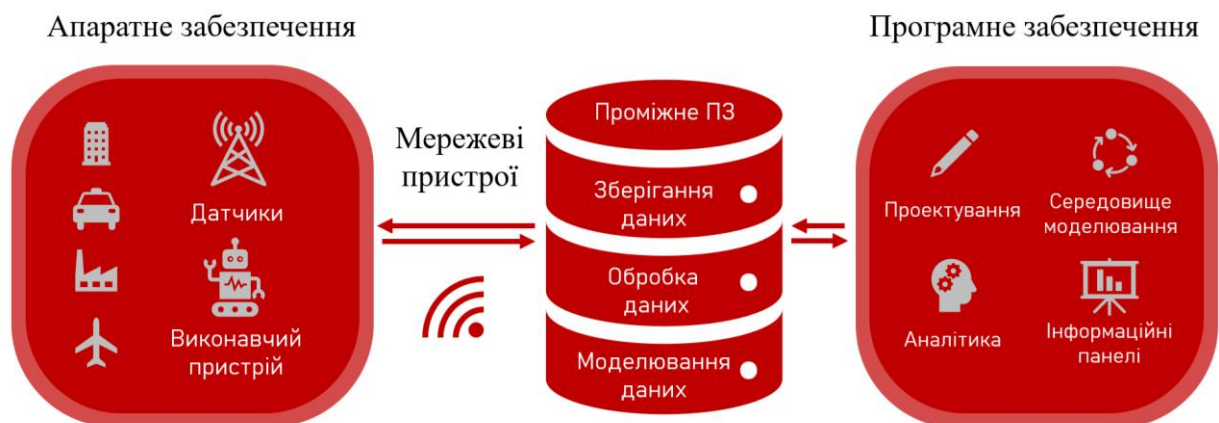 Апаратне забезпечення
Програмне забезпечення
Датчики
Виконавчий
пристрій
Мережеві
пристрої
Проміжне ПЗ
Зберігання
даних
Обробка
даних
Моделювання
даних
Проектування
Середовище
моделювання
Аналітика
Інформаційні
панелі